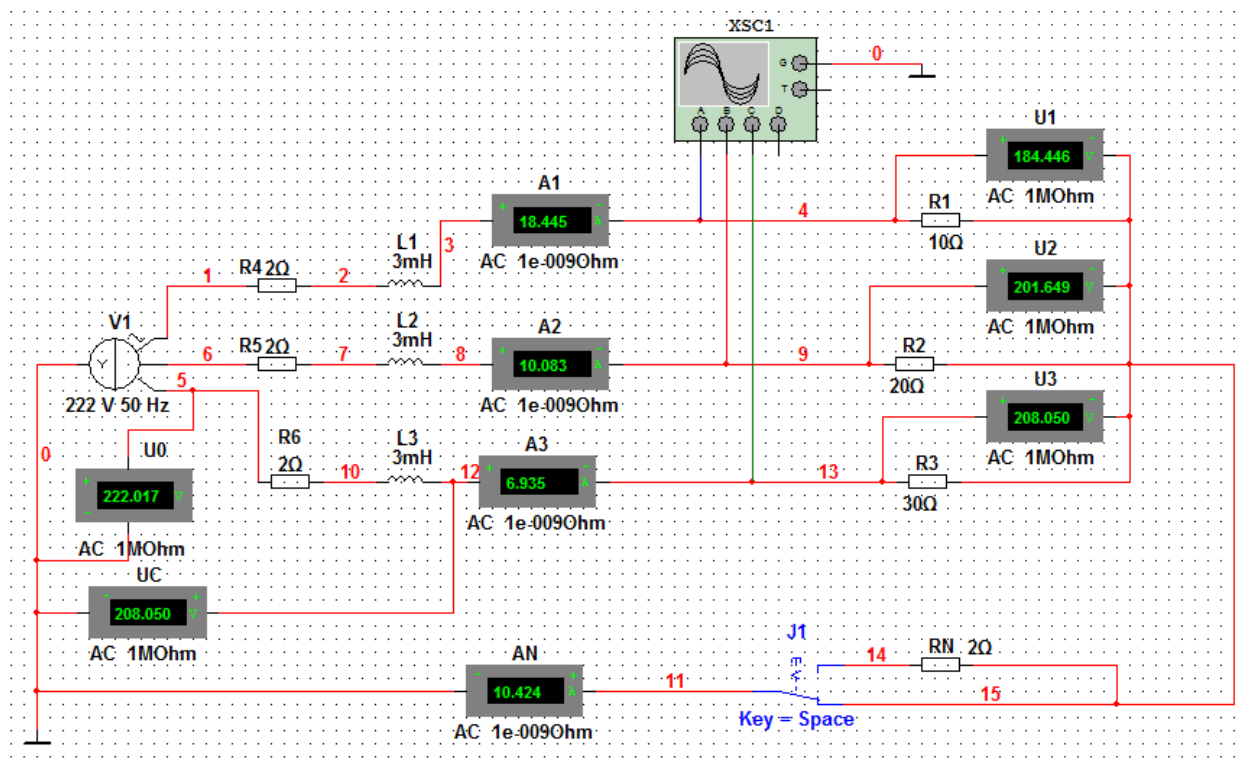 XSC1
0
G
T
A B C D
U1
+ -
184.446 V
AC 1MOhm
A1
+ -
18.445 A
AC 1e-009Ohm
4
R1
10Ω
L1
3mH
3
R4 2Ω
1
2
U2
+ -
201.649 V
AC 1MOhm
V1
Y
222 V 50 Hz
L2
3mH
A2
+ -
10.083 A
AC 1e-009Ohm
6
R5 2Ω
7
8
9
R2
20Ω
5
U3
+ -
208.050 V
AC 1MOhm
R6
2Ω
L3
3mH
A3
+ -
6.935 A
AC 1e-009Ohm
10
12
13
R3
30Ω
0
U0
+
222.017 V
-
AC 1MOhm
UC
- +
208.050 V
AC 1MOhm
AN
- +
10.424 A
AC 1e-009Ohm
11
J1
Key = Space
14
RN 2Ω
15